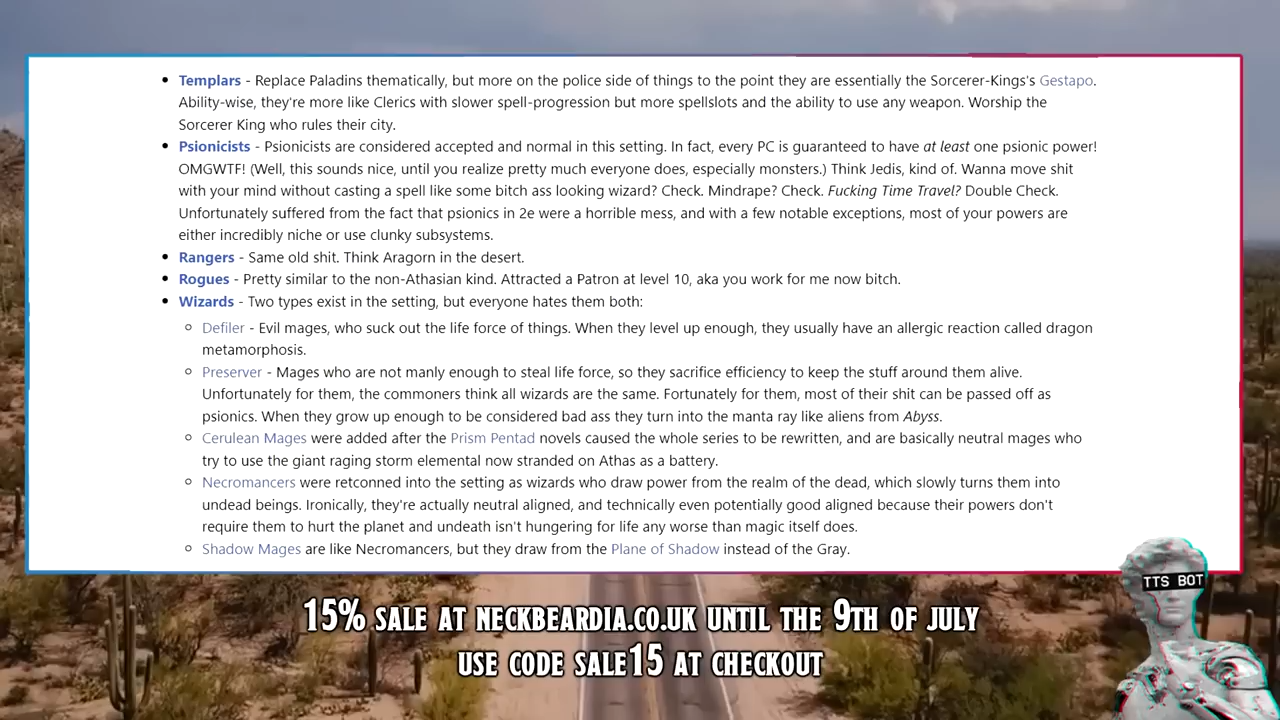 Templars - Replace Paladins thematically, but more on the police side of things to the point they are essentially the Sorcerer-Kings's Gestapo.
Ability-wise, they're more like Clerics with slower spell-progression but more spellslots and the ability to use any weapon. Worship the
Sorcerer King who rules their city.
Psionicists - Psionicists are considered accepted and normal in this setting. In fact, every PC is guaranteed to have at least one psionic power!
OMGWTF! (Well, this sounds nice, until you realize pretty much everyone does, especially monsters.) Think Jedis, kind of. Wanna move shit
with your mind without casting a spell like some bitch ass looking wizard? Check. Mindrape? Check. Fucking Time Travel? Double Check.
Unfortunately suffered from the fact that psionics in 2e were a horrible mess, and with a few notable exceptions, most of your powers are
either incredibly niche or use clunky subsystems.
Rangers - Same old shit. Think Aragorn in the desert.
Rogues - Pretty similar to the non-Athasian kind. Attracted a Patron at level 10, aka you work for me now bitch.
Wizards - Two types exist in the setting, but everyone hates them both:
Defiler - Evil mages, who suck out the life force of things. When they level up enough, they usually have an allergic reaction called dragon
metamorphosis.
Preserver - Mages who are not manly enough to steal life force, so they sacrifice efficiency to keep the stuff around them alive.
Unfortunately for them, the commoners think all wizards are the same. Fortunately for them, most of their shit can be passed off as
psionics. When they grow up enough to be considered bad ass they turn into the manta ray like aliens from Abyss.
Cerulean Mages were added after the Prism Pentad novels caused the whole series to be rewritten, and are basically neutral mages who
try to use the giant raging storm elemental now stranded on Athas as a battery.
Necromancers were retconned into the setting as wizards who draw power from the realm of the dead, which slowly turns them into
undead beings. Ironically, they're actually neutral aligned, and technically even potentially good aligned because their powers don't
require them to hurt the planet and undeath isn't hungering for life any worse than magic itself does.
Shadow Mages are like Necromancers, but they draw from the Plane of Shadow instead of the Gray.
TTS BOT
15% SALE AT NECKBEARDIA.CO.UK UNTIL THE 9TH OF JULY
USE CODE SALE15 AT CHECKOUT